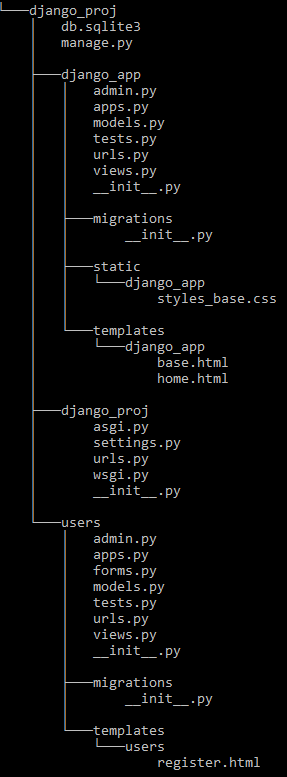 django_proj
db.sqlite3
manage.py
django_app
admin.py
apps.py
models.py
tests.py
urls.py
views.py
__init__.py
migrations
__init__.py
static
django_app
styles_base.css
templates
django_app
base.html
home.html
django_proj
asgi.py
settings.py
urls.py
wsgi.py
__init__.py
users
admin.py
apps.py
forms.py
models.py
tests.py
urls.py
views.py
__init__.py
migrations
__init__.py
templates
users
register.html